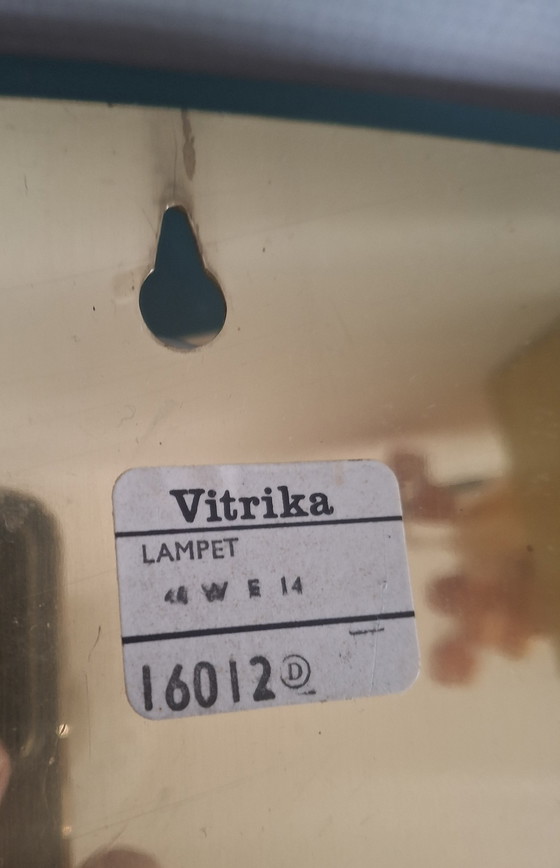 Vitrika
LAMPET
W E 14
16012 Ⓓ